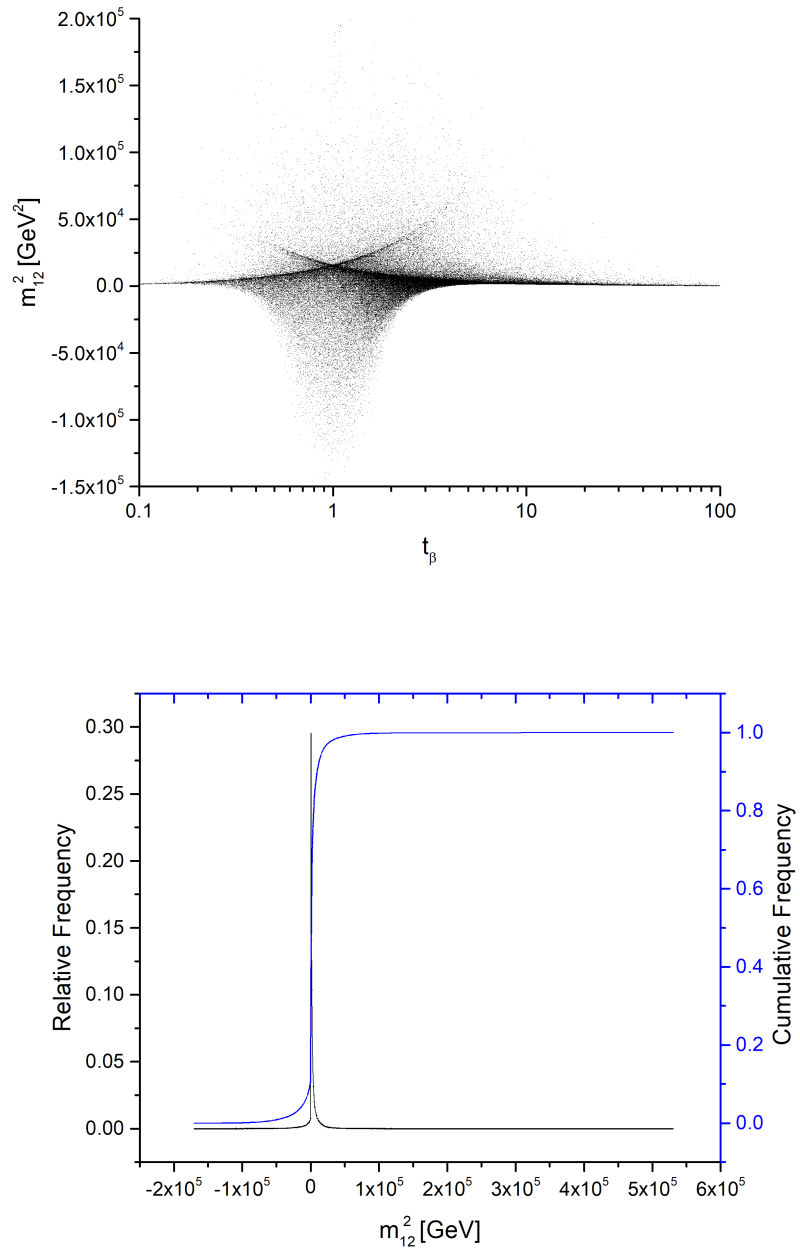 2.0x10^5
1.5x10^5
1.0x10^5
5.0x10^4
0.0
-5.0x10^4
-1.0x10^5
-1.5x10^5
m_12^2 [GeV^2]
0.1 1 10 100
t_β
0.30
0.25
0.20
0.15
0.10
0.05
0.00
Relative Frequency
1.0
0.8
0.6
0.4
0.2
0.0
Cumulative Frequency
-2x10^5 -1x10^5 0 1x10^5 2x10^5 3x10^5 4x10^5 5x10^5 6x10^5
m_12^2 [GeV]